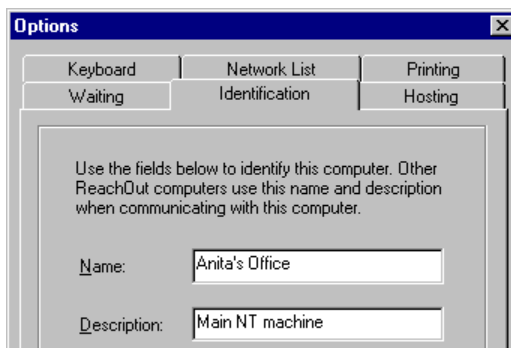 Options
Keyboard Network List Printing
Waiting Identification Hosting
Use the fields below to identify this computer. Other
ReachOut computers use this name and description
when communicating with this computer.
Name: Anita's Office
Description: Main NT machine